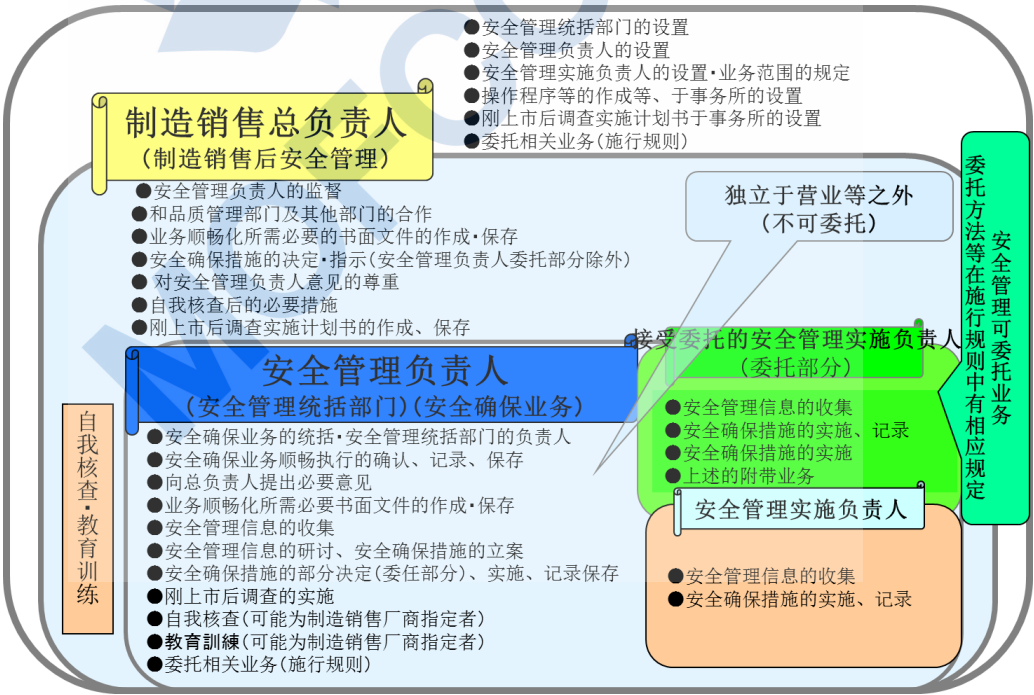 ●安全管理统括部门的设置
●安全管理负责人的设置
●安全管理实施负责人的设置·业务范围的规定
●操作程序等的作成等、于事务所的设置
●刚上市后调查实施计划书于事务所的设置
●委托相关业务(施行规则)
制造销售总负责人
(制造销售后安全管理)
●安全管理负责人的监督
●和品质管理部门及其他部门的合作
●业务顺畅化所需必要的书面文件的作成·保存
●安全确保措施的决定·指示(安全管理负责人委托部分除外)
● 对安全管理负责人意见的尊重
●自我核查后的必要措施
●刚上市后调查实施计划书的作成、保存
独立于营业等之外
(不可委托)
安全管理可委托业务
委托方法等在施行规则中有相应规定
安全管理负责人
(安全管理统括部门)(安全确保业务)
●安全确保业务的统括·安全管理统括部门的负责人
●安全确保业务顺畅执行的确认、记录、保存
●向总负责人提出必要意见
●业务顺畅化所需必要书面文件的作成·保存
●安全管理信息的收集
●安全管理信息的研讨、安全确保措施的立案
●安全确保措施的部分决定(委任部分)、实施、记录保存
●刚上市后调查的实施
●自我核查(可能为制造销售厂商指定者)
●教育訓練(可能为制造销售厂商指定者)
●委托相关业务(施行规则)
自我核查·教育训练
接受委托的安全管理实施负责人
(委托部分)
●安全管理信息的收集
●安全确保措施的实施、记录
●安全确保措施的实施
●上述的附带业务
安全管理实施负责人
●安全管理信息的收集
●安全确保措施的实施、记录